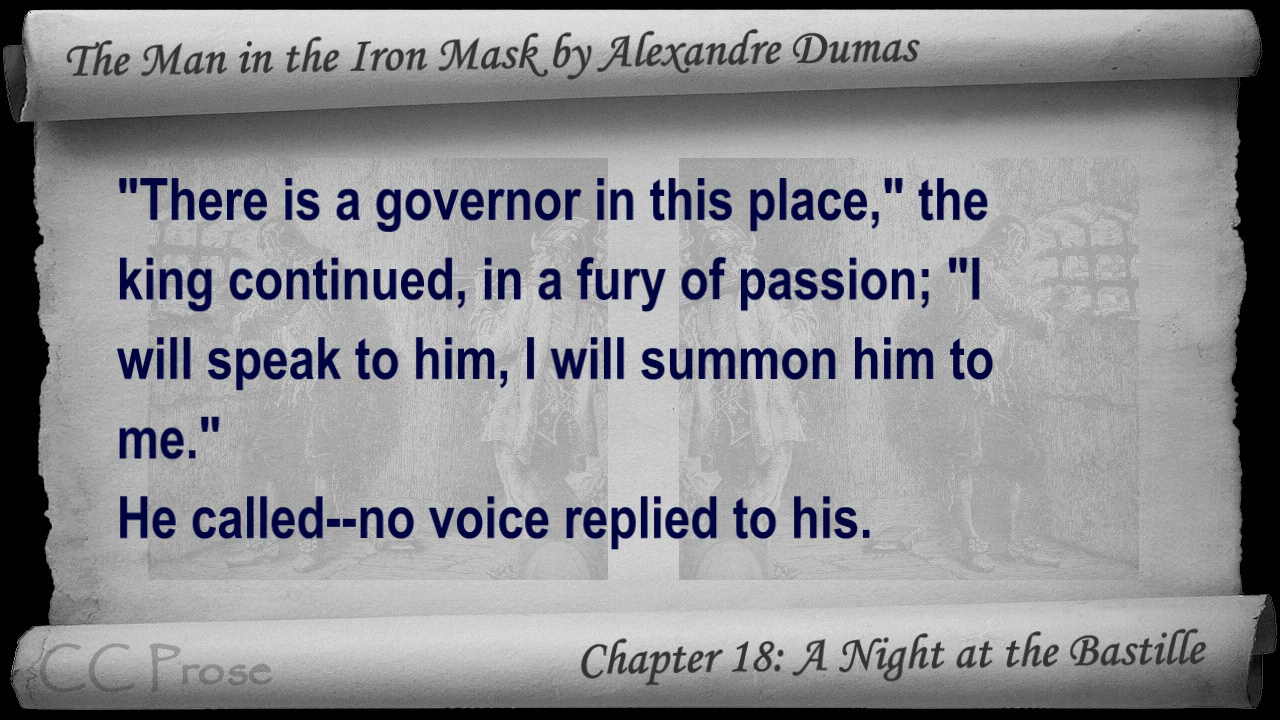 The Man in the Iron Mask by Alexandre Dumas
"There is a governor in this place," the
king continued, in a fury of passion; "I
will speak to him, I will summon him to
me."
He called--no voice replied to his.
CC Prose
Chapter 18: A Night at the Bastille